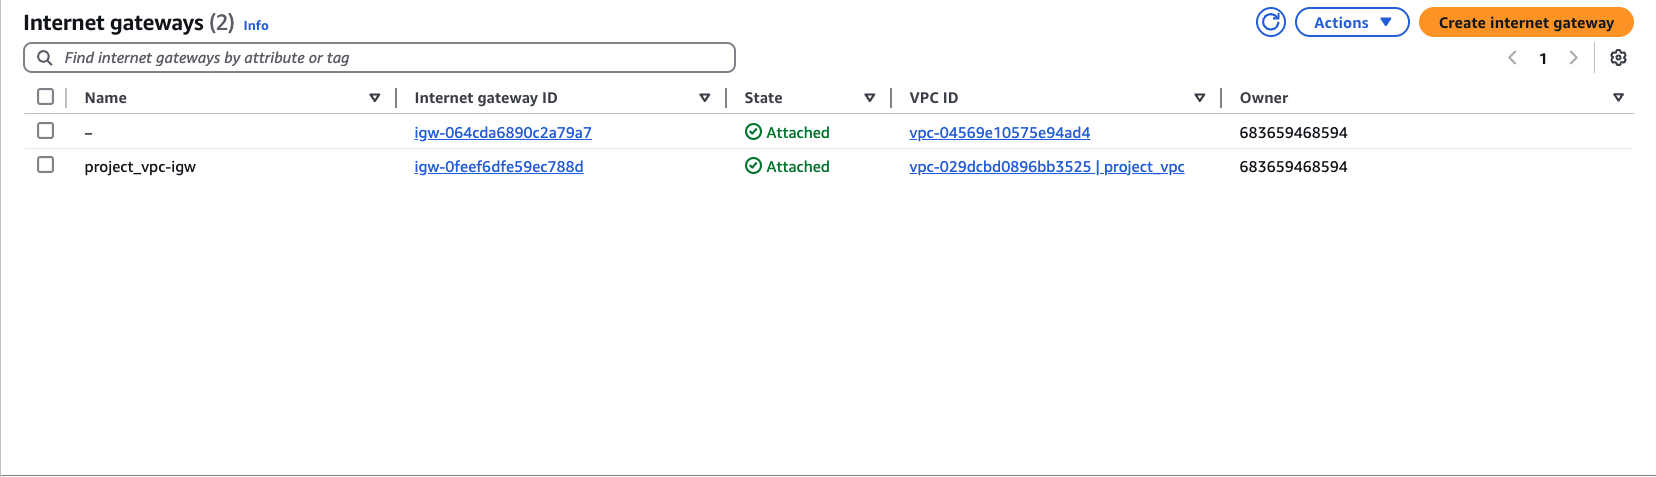 Internet gateways (2) Info Actions Create internet gateway
Find internet gateways by attribute or tag 1
Name Internet gateway ID State VPC ID Owner
– igw-064cda6890c2a79a7 Attached vpc-04569e10575e94ad4 683659468594
project_vpc-igw igw-0feef6dfe59ec788d Attached vpc-029dcbd0896bb3525 | project_vpc 683659468594